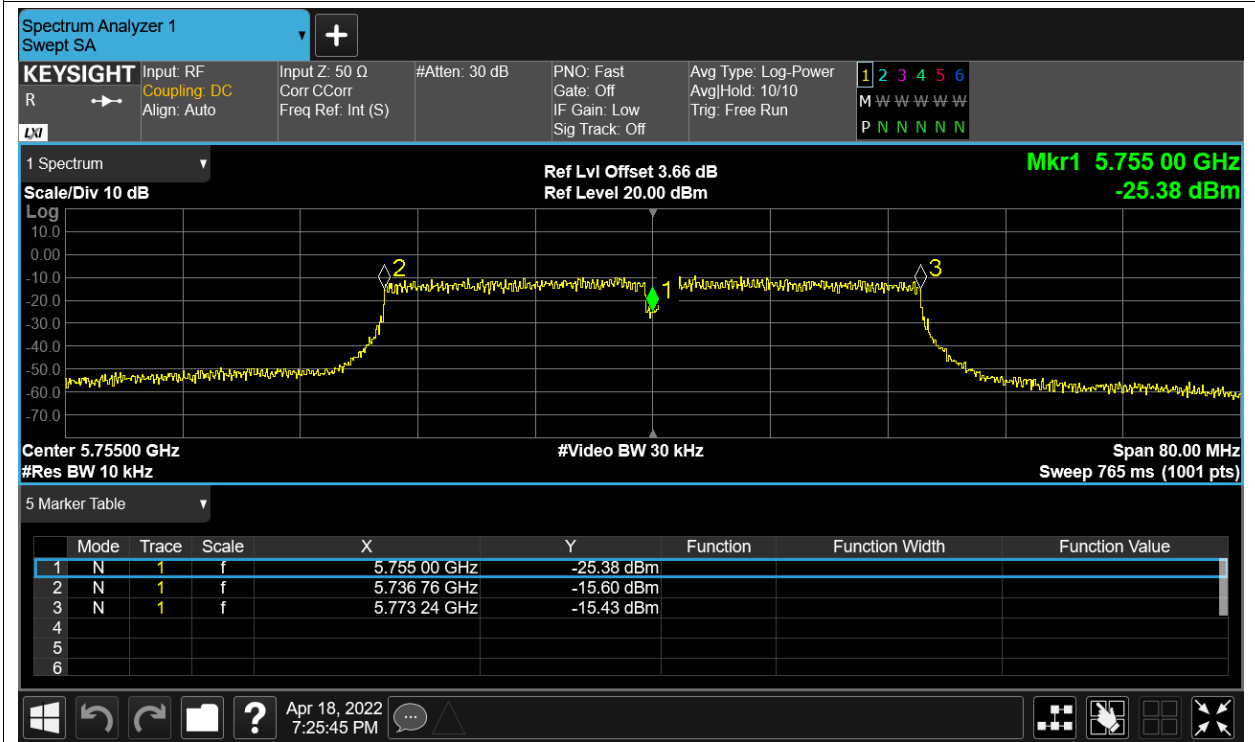 Spectrum Analyzer 1
Swept SA
+
KEYSIGHT
R
LXI
Input: RF
Coupling: DC
Align: Auto
Input Z: 50 Ω
Corr CCorr
Freq Ref: Int (S)
#Atten: 30 dB
PNO: Fast
Gate: Off
IF Gain: Low
Sig Track: Off
Avg Type: Log-Power
Avg|Hold: 10/10
Trig: Free Run
1 2 3 4 5 6
M W W W W W
P N N N N N
1 Spectrum
Scale/Div 10 dB
Ref Lvl Offset 3.66 dB
Ref Level 20.00 dBm
Mkr1 5.755 00 GHz
-25.38 dBm
Log
10.0
0.00
-10.0
-20.0
-30.0
-40.0
-50.0
-60.0
-70.0
2
1
3
Center 5.75500 GHz
#Video BW 30 kHz
Span 80.00 MHz
#Res BW 10 kHz
Sweep 765 ms (1001 pts)
5 Marker Table
Mode Trace Scale X Y Function Function Width Function Value
1 N 1 f 5.755 00 GHz -25.38 dBm
2 N 1 f 5.736 76 GHz -15.60 dBm
3 N 1 f 5.773 24 GHz -15.43 dBm
4
5
6
?
Apr 18, 2022
7:25:45 PM